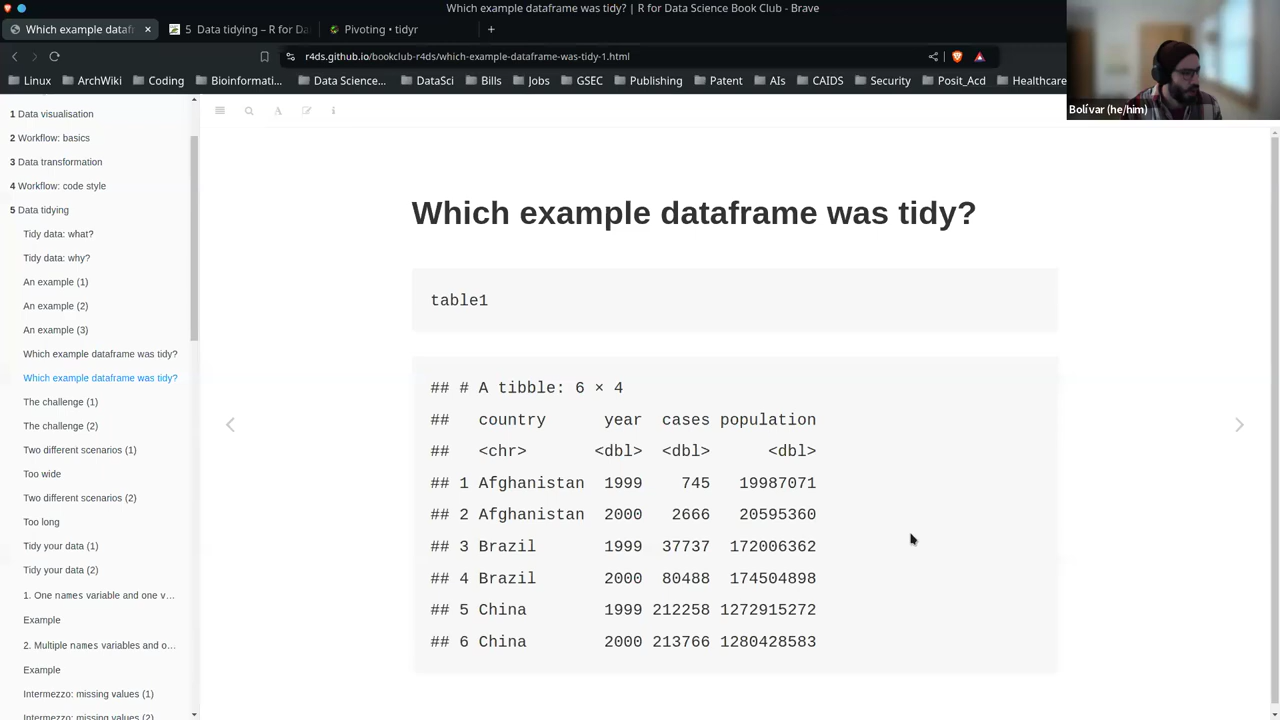 Which example dataframe was tidy? | R for Data Science Book Club - Brave
Which example dataf
5 Data tidying – R for Da
Pivoting • tidyr
r4ds.github.io/bookclub-r4ds/which-example-dataframe-was-tidy-1.html
Linux ArchWiki Coding Bioinformati... Data Science... DataSci Bills Jobs GSEC Publishing Patent AIs CAIDS Security Posit_Acd Healthcare
Bolívar (he/him)
1 Data visualisation
2 Workflow: basics
3 Data transformation
4 Workflow: code style
5 Data tidying
Tidy data: what?
Tidy data: why?
An example (1)
An example (2)
An example (3)
Which example dataframe was tidy?
Which example dataframe was tidy?
The challenge (1)
The challenge (2)
Two different scenarios (1)
Too wide
Two different scenarios (2)
Too long
Tidy your data (1)
Tidy your data (2)
1. One names variable and one v…
Example
2. Multiple names variables and o…
Example
Intermezzo: missing values (1)
Intermezzo: missing values (2)
Which example dataframe was tidy?
table1
## # A tibble: 6 × 4
##   country      year  cases population
##   <chr>       <dbl>  <dbl>      <dbl>
## 1 Afghanistan  1999    745   19987071
## 2 Afghanistan  2000   2666   20595360
## 3 Brazil       1999  37737  172006362
## 4 Brazil       2000  80488  174504898
## 5 China        1999 212258 1272915272
## 6 China        2000 213766 1280428583